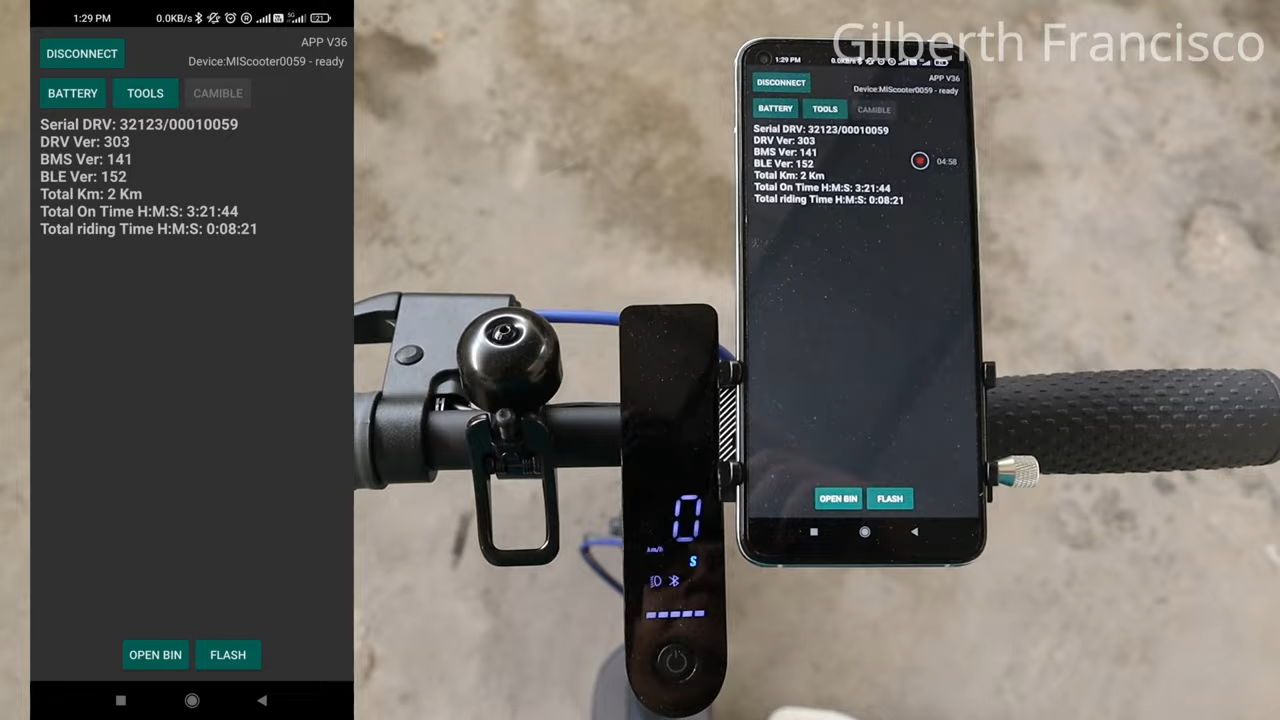 1:29 PM
0.0KB/s
5G
21
APP V36
DISCONNECT
Device:MIScooter0059 - ready
BATTERY
TOOLS
CAMIBLE
Serial DRV: 32123/00010059
DRV Ver: 303
BMS Ver: 141
BLE Ver: 152
Total Km: 2 Km
Total On Time H:M:S: 3:21:44
Total riding Time H:M:S: 0:08:21
OPEN BIN
FLASH
Gilberth Francisco
1:29 PM
APP V36
DISCONNECT
Device:MIScooter0059 - ready
BATTERY
TOOLS
CAMIBLE
Serial DRV: 32123/00010059
DRV Ver: 303
BMS Ver: 141
BLE Ver: 152
04:58
Total Km: 2 Km
Total On Time H:M:S: 3:21:44
Total riding Time H:M:S: 0:08:21
OPEN BIN
FLASH
0
km/h
S